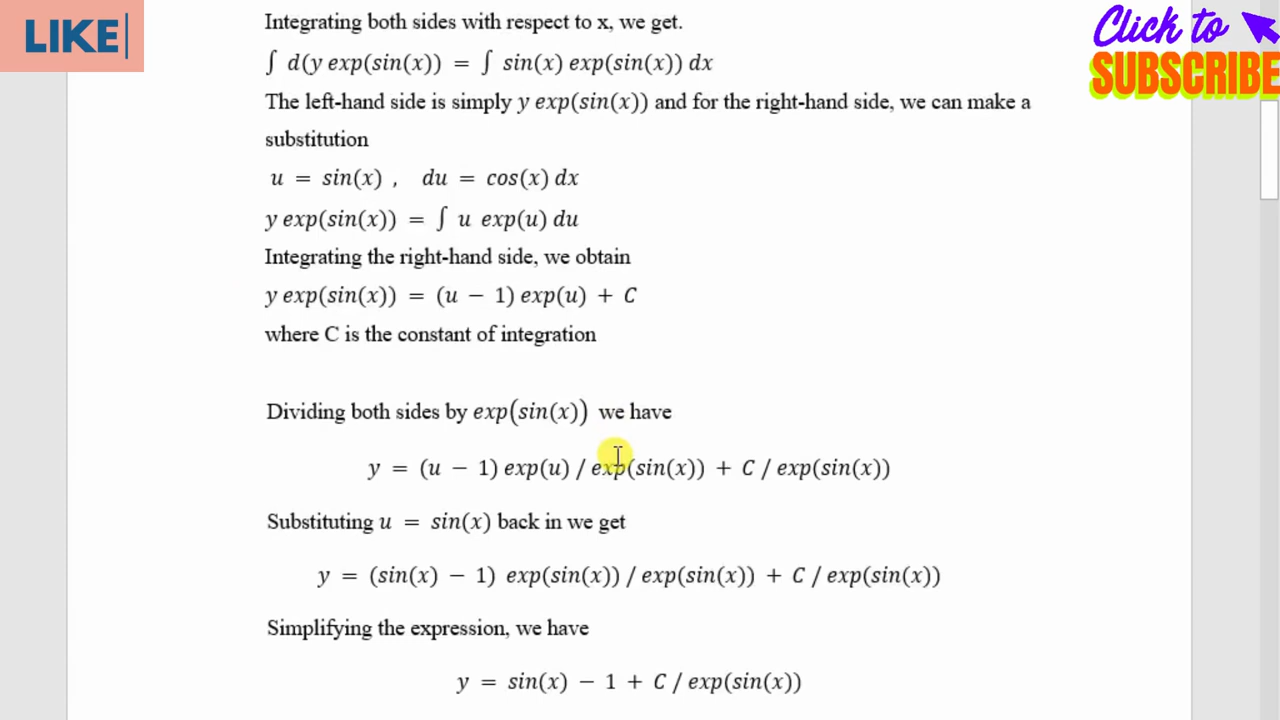 LIKE
Click to
SUBSCRIBE
Integrating both sides with respect to x, we get.
∫ d(y exp(sin(x)) = ∫ sin(x) exp(sin(x)) dx
The left-hand side is simply y exp(sin(x)) and for the right-hand side, we can make a
substitution
u = sin(x) , du = cos(x) dx
y exp(sin(x)) = ∫ u exp(u) du
Integrating the right-hand side, we obtain
y exp(sin(x)) = (u − 1) exp(u) + C
where C is the constant of integration
Dividing both sides by exp(sin(x)) we have
y = (u − 1) exp(u) / exp(sin(x)) + C / exp(sin(x))
Substituting u = sin(x) back in we get
y = (sin(x) − 1) exp(sin(x)) / exp(sin(x)) + C / exp(sin(x))
Simplifying the expression, we have
y = sin(x) − 1 + C / exp(sin(x))